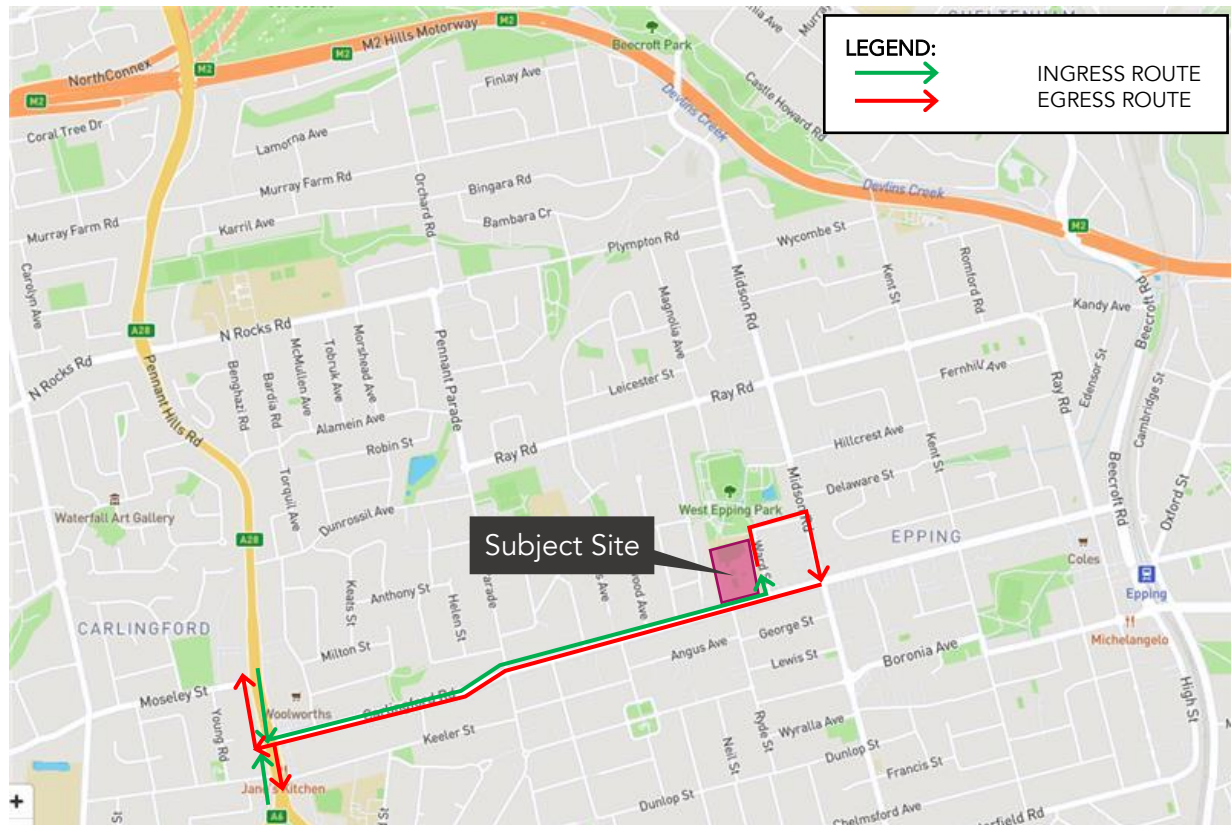 LEGEND:
INGRESS ROUTE
EGRESS ROUTE
CHELTENHAM
M2
M2 Hills Motorway
Beecroft Park
NorthConnex
M2
M2
M2
Finlay Ave
Devlins Creek
Castle Howard Rd
Coral Tree Dr
Lamorna Ave
Murray Farm Rd
Orchard Rd
Bingara Rd
Devlins Creek
Murray Farm Rd
Karril Ave
Bambara Cr
Plympton Rd
Wycombe St
M2
Carolyn Ave
Midson Rd
Kent St
Romford Rd
Magnolia Ave
Kandy Ave
Beecroft Rd
A28
N Rocks Rd
N Rocks Rd
Pennant Hills Rd
Benghazi Rd
Bardia Rd
McMullen Ave
Tobruk Ave
Morshead Ave
Pennant Parade
Leicester St
Ray Rd
Fernhill Ave
Ray Rd
Edensor St
Cambridge St
Alamein Ave
Robin St
Ray Rd
Hillcrest Ave
Kent St
Beecroft Rd
Oxford St
Torquil Ave
Delaware St
Midson Rd
Waterfall Art Gallery
Dunrossil Ave
West Epping Park
A28
Subject Site
EPPING
Coles
Ward St
Epping
Keats St
Anthony St
Helen St
Parade
Michelangelo
CARLINGFORD
Milton St
Angus Ave
George St
Lewis St
Boronia Ave
Moseley St
Woolworths
Carlingford Rd
Young Rd
Keeler St
Ryde St
Neil St
Wyralla Ave
Dunlop St
Francis St
High St
Jane's Kitchen
Dunlop St
Chelmsford Ave
A6
+